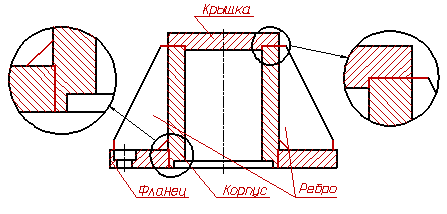 Крышка
Фланец
Корпус
Ребро